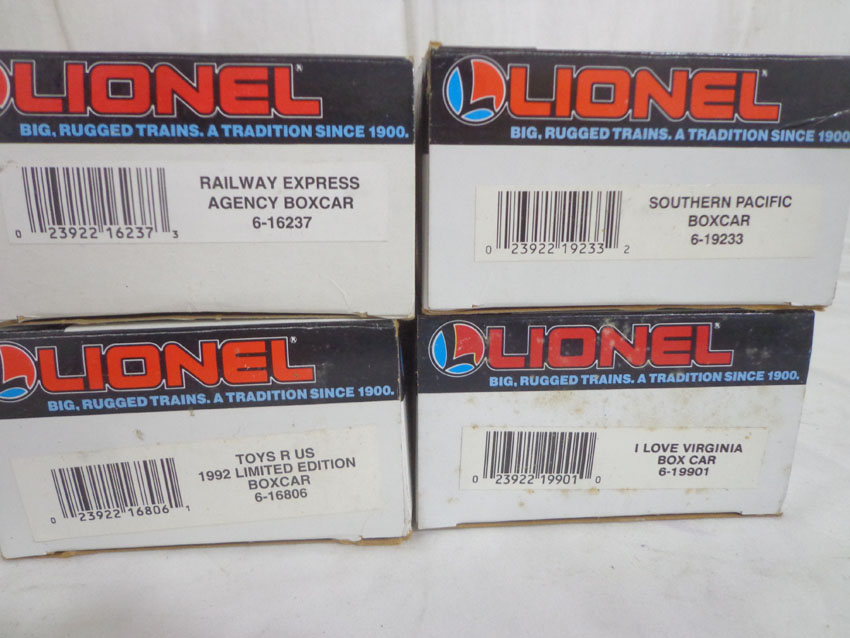 LIONEL®
BIG, RUGGED TRAINS. A TRADITION SINCE 1900.
RAILWAY EXPRESS
AGENCY BOXCAR
6-16237
0 23922 16237 3
LIONEL®
BIG, RUGGED TRAINS. A TRADITION SINCE 1900
SOUTHERN PACIFIC
BOXCAR
6-19233
0 23922 19233 2
LIONEL®
BIG, RUGGED TRAINS. A TRADITION SINCE 1900.
TOYS R US
1992 LIMITED EDITION
BOXCAR
6-16806
0 23922 16806 1
LIONEL®
BIG, RUGGED TRAINS. A TRADITION SINCE 1900.
I LOVE VIRGINIA
BOX CAR
6-19901
0 23922 19901 0